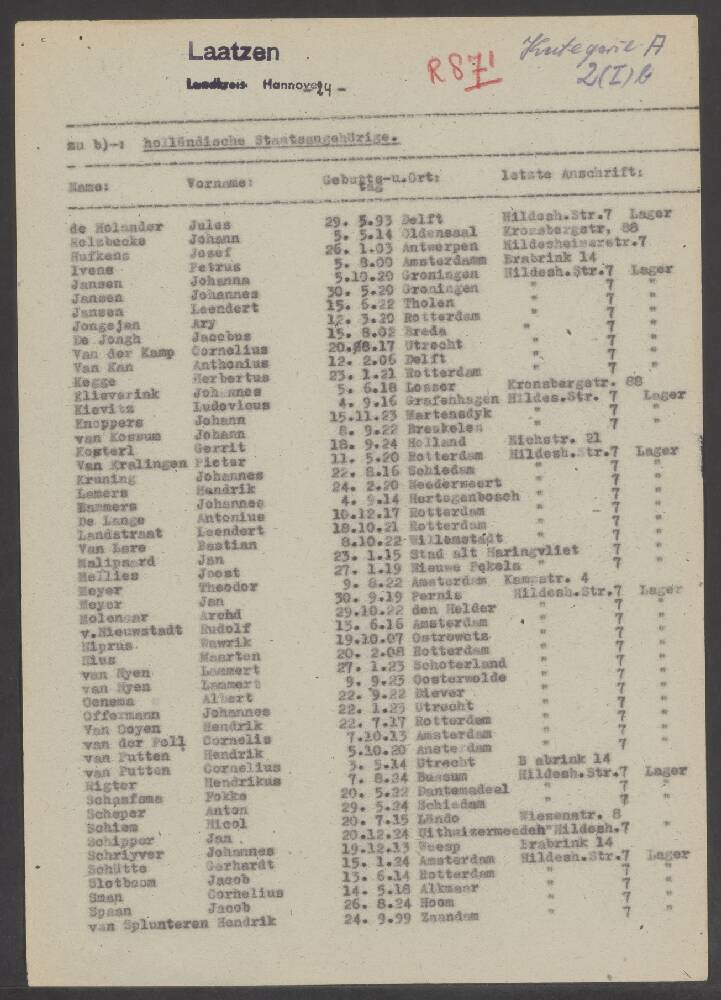 Laatzen
Landkreis Hannover
R871
Kategorie A
2(I)b
-24-
zu b)-: holländische Staatsangehörige.
Name: Vorname: Geburts-u.Ort: letzte Anschrift:
tag
de Holander Jules 29. 5.93 Delft Hildesh.Str.7 Lager
Holzbecke Johann 5. 5.14 Oldensaal Kronsbergstr, 88
Hufkens Josef 26. 1.03 Antwerpen Hildesheimerstr.7
Ivens Petrus 5. 8.00 Amsterdamm Erabrink 14
Jansen Johanna 5.10.20 Groningen Hildesh.Str.7 Lager
Jansen Johannes 30. 5.20 Groningen " 7 "
Jansen Leendert 15. 6.22 Tholen " 7 "
Jongejan Ary 12. 3.20 Rotterdam " 7 "
De Jongh Jacobus 15. 8.02 Breda " 7 "
Van der Kamp Cornelius 20.08.17 Utrecht " 7 "
Van Kan Anthonius 12. 2.06 Delft " 7 "
Kegge Herbertus 23. 1.21 Rotterdam " 7 "
Klieverink Johannes 5. 6.18 Losser Kronsbergstr. 88
Kievitz Ludovicus 4. 9.16 Grafenhagen Hildes.Str. 7 Lager
Knoppers Johann 15.11.23 Martensdyk " 7 "
van Kossum Johann 8. 9.22 Breukelen " 7 "
Kosterl Gerrit 18. 9.24 Holland Eichstr. 21
Van Kralingen Pieter 11. 5.20 Rotterdam Hildesh.Str.7 Lager
Kruning Johannes 22. 8.16 Schiedam " 7 "
Lamers Hendrik 24. 2.20 Heederweert " 7 "
Lammers Johannes 4. 9.14 Hertogenbosch " 7 "
De Lange Antonius 10.12.17 Rotterdam " 7 "
Landstraat Leendert 18.10.21 Rotterdam " 7 "
Van Lare Bastian 8.10.22 Willemstadt " 7 "
Malipaard Jan 23. 1.15 Stad alt Haringvliet 7 "
Mellies Joost 27. 1.19 Nieuwe Pekela " 7 "
Meyer Theodor 9. 8.22 Amsterdam Kampstr. 4
Meyer Jan 30. 9.19 Pernis Hildesh.Str.7 Lager
Molenaar Arend 29.10.22 den Helder " 7 "
v.Nieuwstadt Rudolf 13. 6.16 Amsterdam " 7 "
Niprus Wawrik 19.10.07 Ostrowetz " 7 "
Nius Maarten 20. 2.08 Rotterdam " 7 "
van Nyen Lammert 27. 1.23 Schoterland " 7 "
van Nyen Lammert 9. 9.23 Oosterwolde " 7 "
Oenema Albert 22. 9.22 Diever " 7 "
Offermann Johannes 22. 1.23 Utrecht " 7 "
Van Ooyen Hendrik 22. 7.17 Rotterdam " 7 "
van der Poll Cornelis 7.10.13 Amsterdam " 7 "
van Putten Hendrik 5.10.20 Amsterdam " 7 "
van Putten Cornelius 3. 5.14 Utrecht B abrink 14
Rigter Hendrikus 7. 8.24 Bussum Hildesh.Str.7 Lager
Schaafsma Fokke 20. 5.22 Dantemadeel " 7 "
Scheper Anton 29. 5.24 Schiedam " 7 "
Schiem Nicol 20. 7.15 Londo Wiesenstr. 8
Schipper Jan 20.12.24 Uithuizermeeden Hildesh.7 "
Schriyver Johannes 19.12.13 Weesp Erabrink 14
Schütte Gerhardt 15. 1.24 Amsterdam Hildesh.Str.7 Lager
Slotboom Jacob 13. 6.14 Rotterdam " 7 "
Sman Cornelius 14. 5.18 Alkmaar " 7 "
Spaan Jacob 26. 8.24 Hoom " 7 "
van Splunteren Hendrik 24. 9.99 Zaandam " 7 "